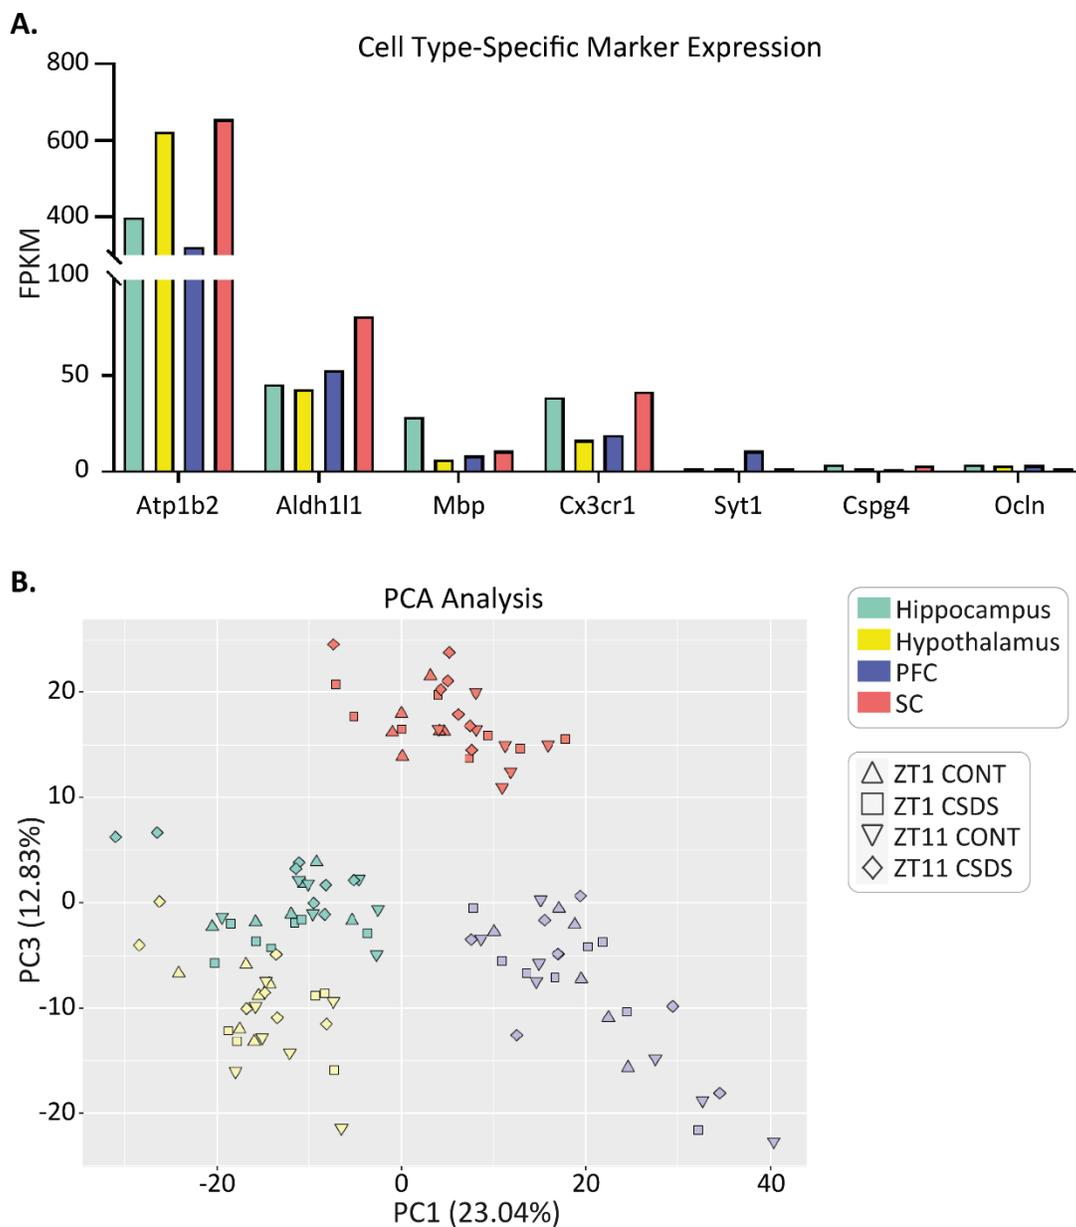 A.
Cell Type-Specific Marker Expression
800
600
400
100
50
0
FPKM
Atp1b2 Aldh1l1 Mbp Cx3cr1 Syt1 Cspg4 Ocln
B.
PCA Analysis
20
10
0
-10
-20
PC3 (12.83%)
-20 0 20 40
PC1 (23.04%)
Hippocampus
Hypothalamus
PFC
SC
ZT1 CONT
ZT1 CSDS
ZT11 CONT
ZT11 CSDS